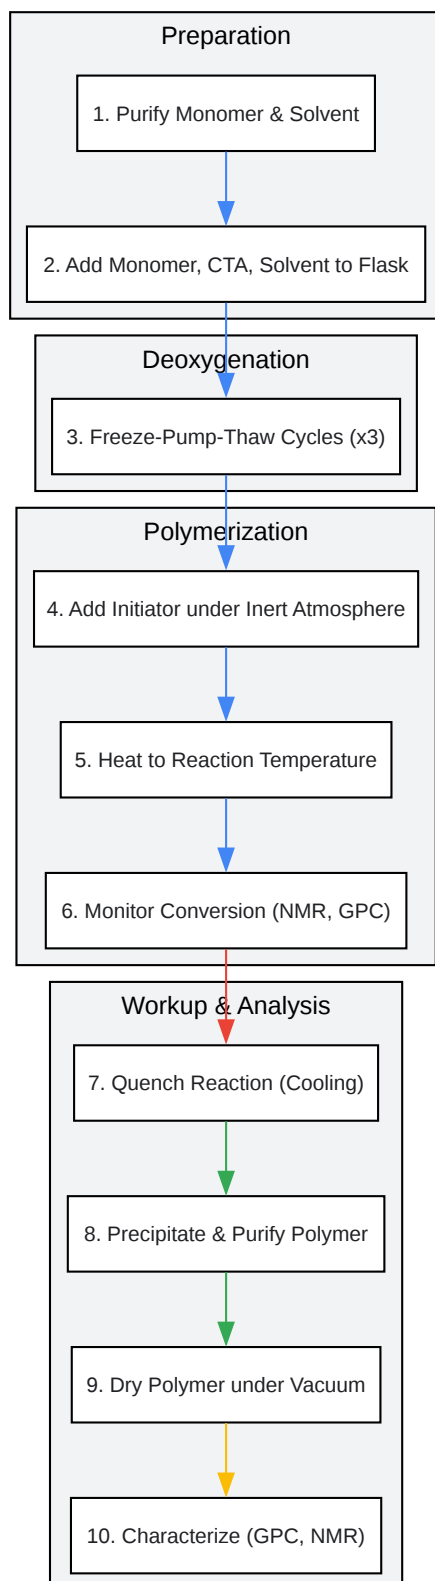 Preparation
1. Purify Monomer & Solvent
2. Add Monomer, CTA, Solvent to Flask
Deoxygenation
3. Freeze-Pump-Thaw Cycles (x3)
Polymerization
4. Add Initiator under Inert Atmosphere
5. Heat to Reaction Temperature
6. Monitor Conversion (NMR, GPC)
Workup & Analysis
7. Quench Reaction (Cooling)
8. Precipitate & Purify Polymer
9. Dry Polymer under Vacuum
10. Characterize (GPC, NMR)